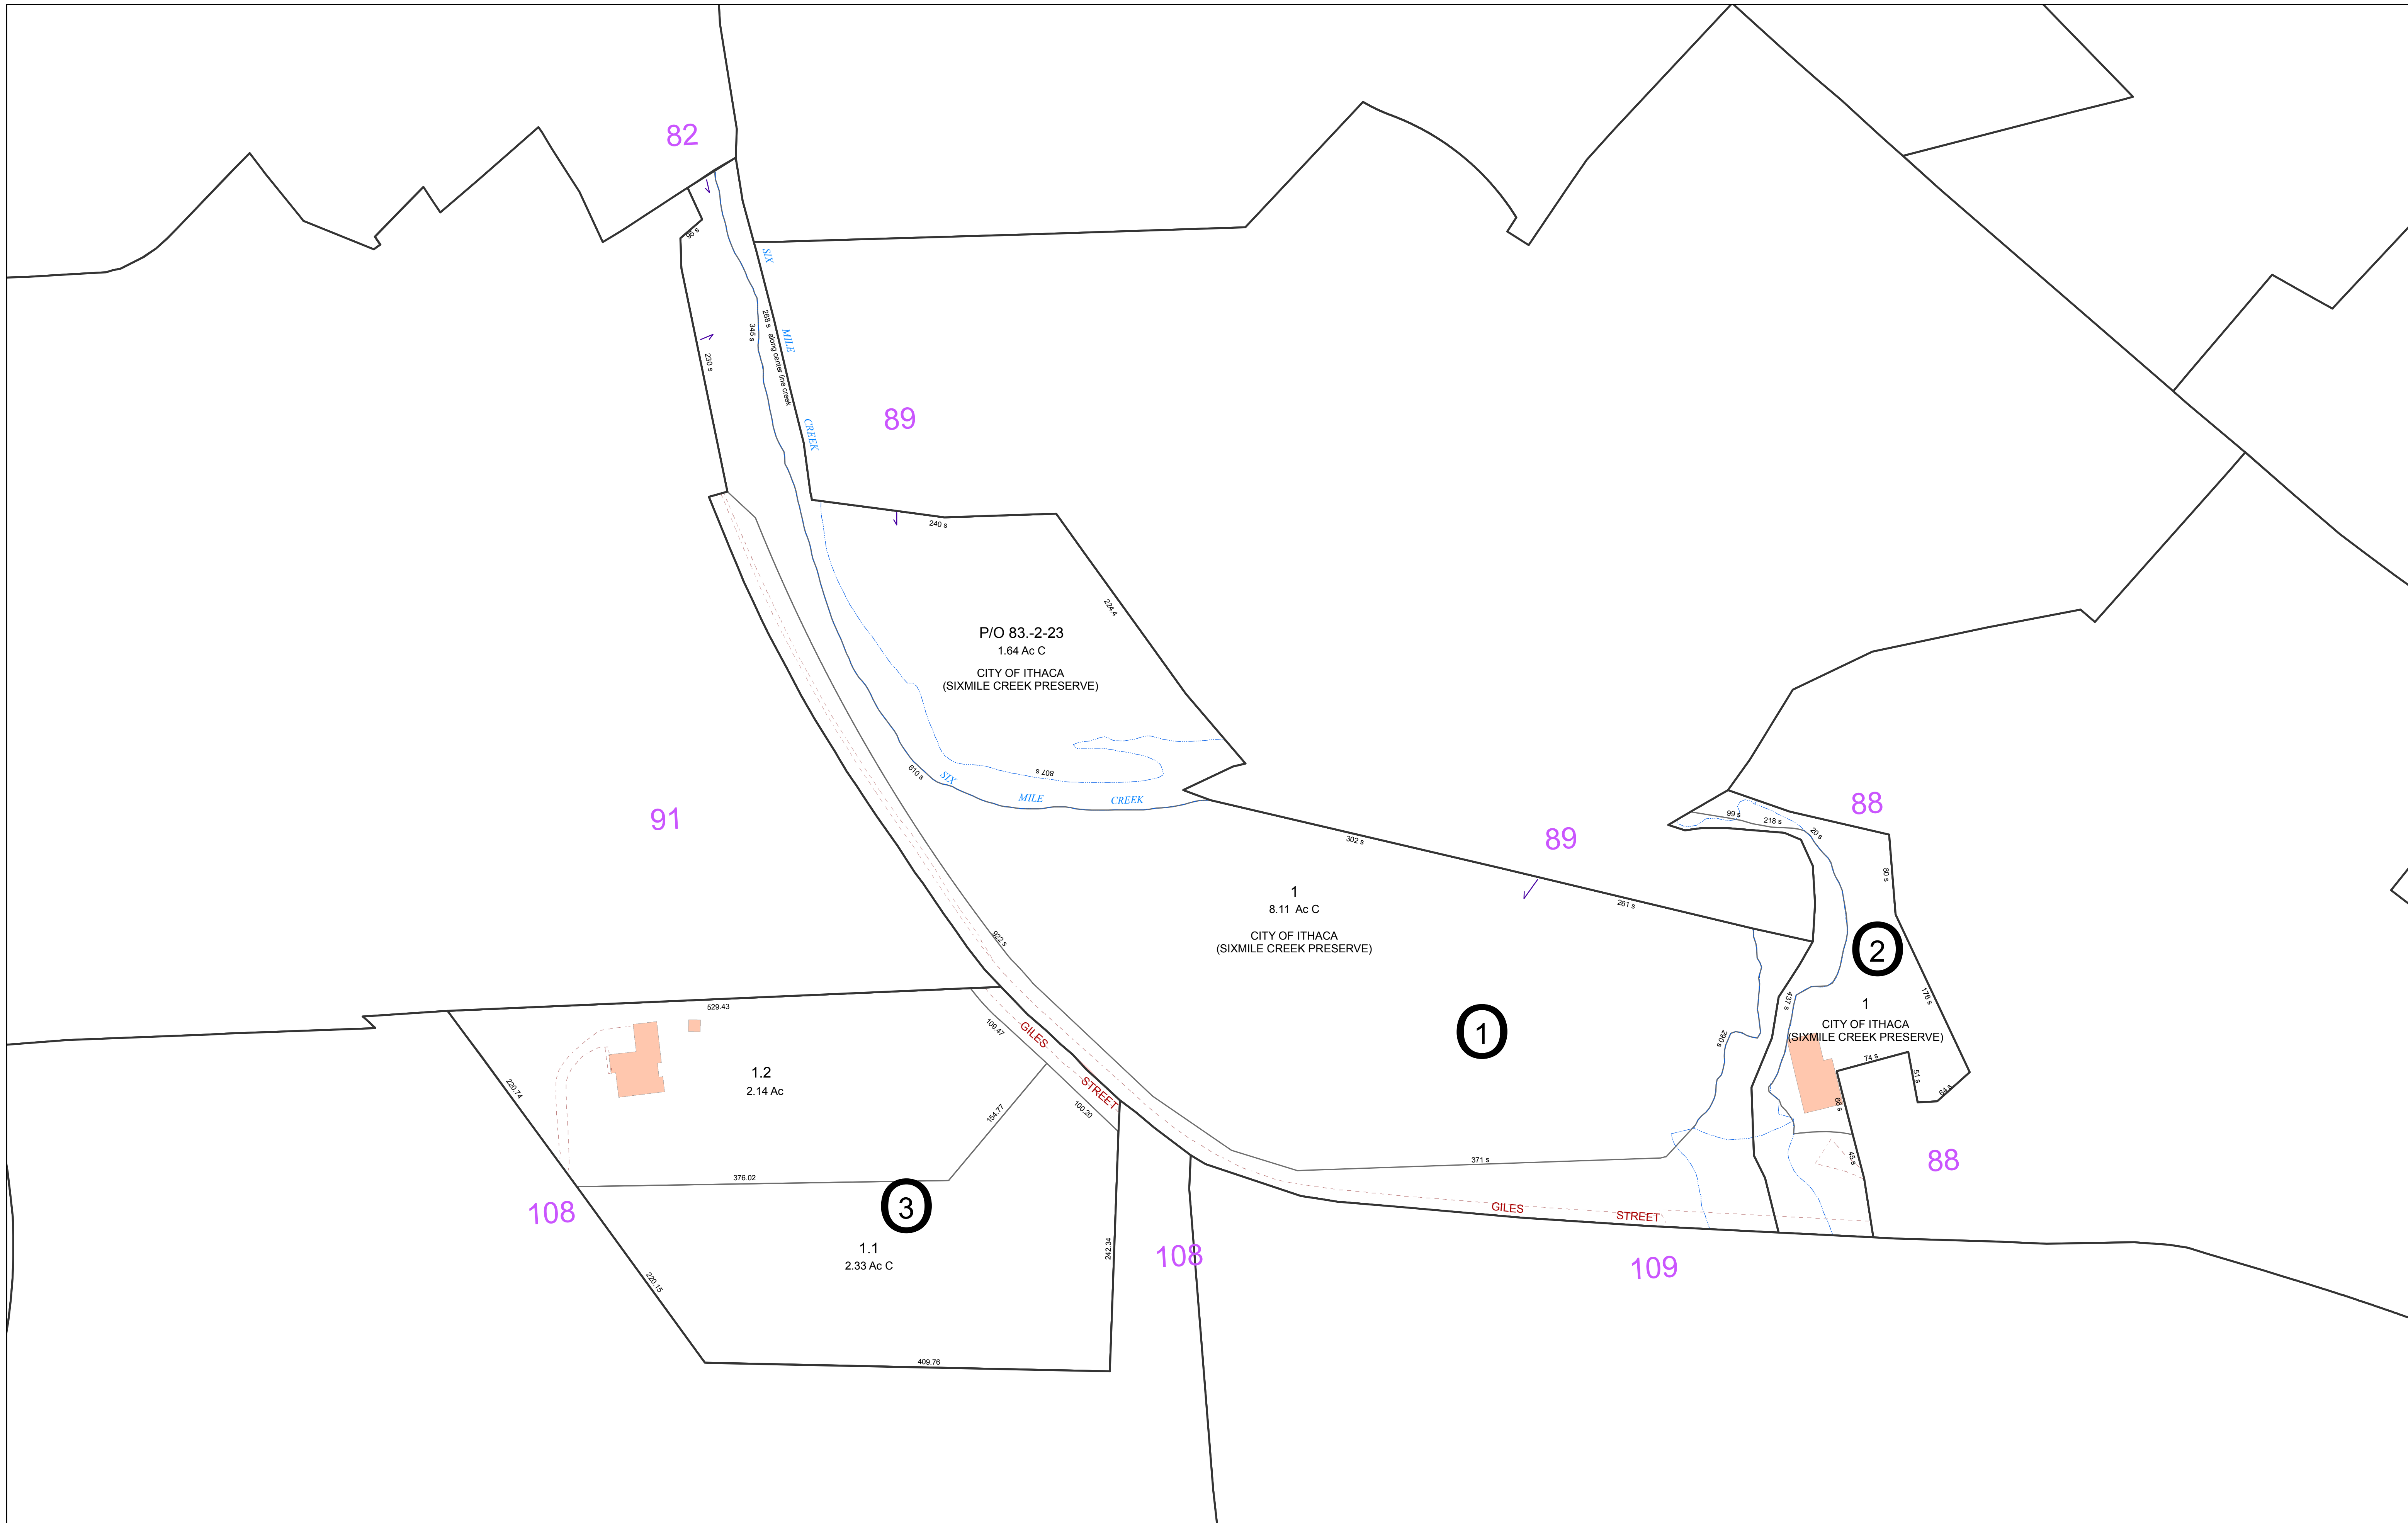 82
95 s
SIX
268 s along center line creek
345 s
MILE
230 s
89
CREEK
240 s
224.4
P/O 83.-2-23
1.64 Ac C
CITY OF ITHACA
(SIXMILE CREEK PRESERVE)
807 s
610 s
SIX
MILE
CREEK
91
302 s
89
88
99 s
218 s
20 s
80 s
1
8.11 Ac C
CITY OF ITHACA
(SIXMILE CREEK PRESERVE)
261 s
922 s
2
176 s
437 s
1
CITY OF ITHACA
(SIXMILE CREEK PRESERVE)
529.43
109.47
GILES
1
290 s
74 s
51 s
64 s
1.2
2.14 Ac
220.74
STREET
100.20
154.77
66 s
45 s
371 s
88
376.02
3
108
GILES
STREET
1.1
2.33 Ac C
242.34
108
109
220.15
409.76